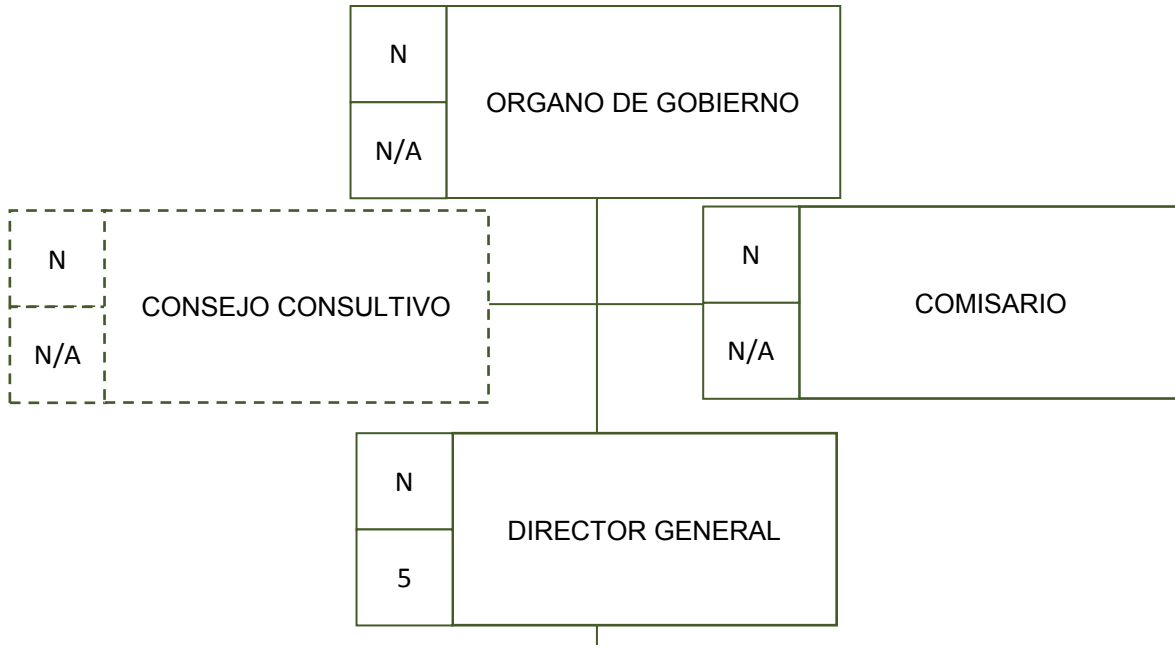 N
ORGANO DE GOBIERNO
N/A
N
CONSEJO CONSULTIVO
N/A
N
COMISARIO
N/A
N
DIRECTOR GENERAL
5